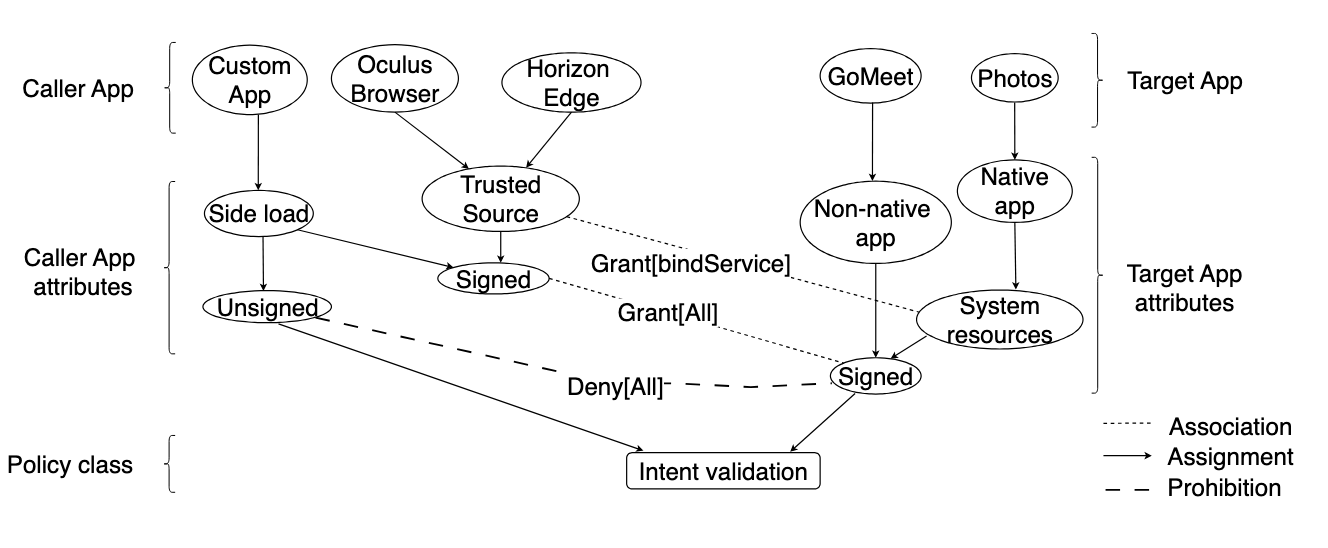 Custom
App
Oculus
Browser
Horizon
Edge
GoMeet
Photos
Caller App
Target App
Trusted
Source
Native
app
Side load
Non-native
app
Grant[bindService]
Signed
Caller App
attributes
Target App
attributes
Unsigned
Grant[All]
System
resources
Deny[All]
Signed
Association
Assignment
Prohibition
Policy class
Intent validation